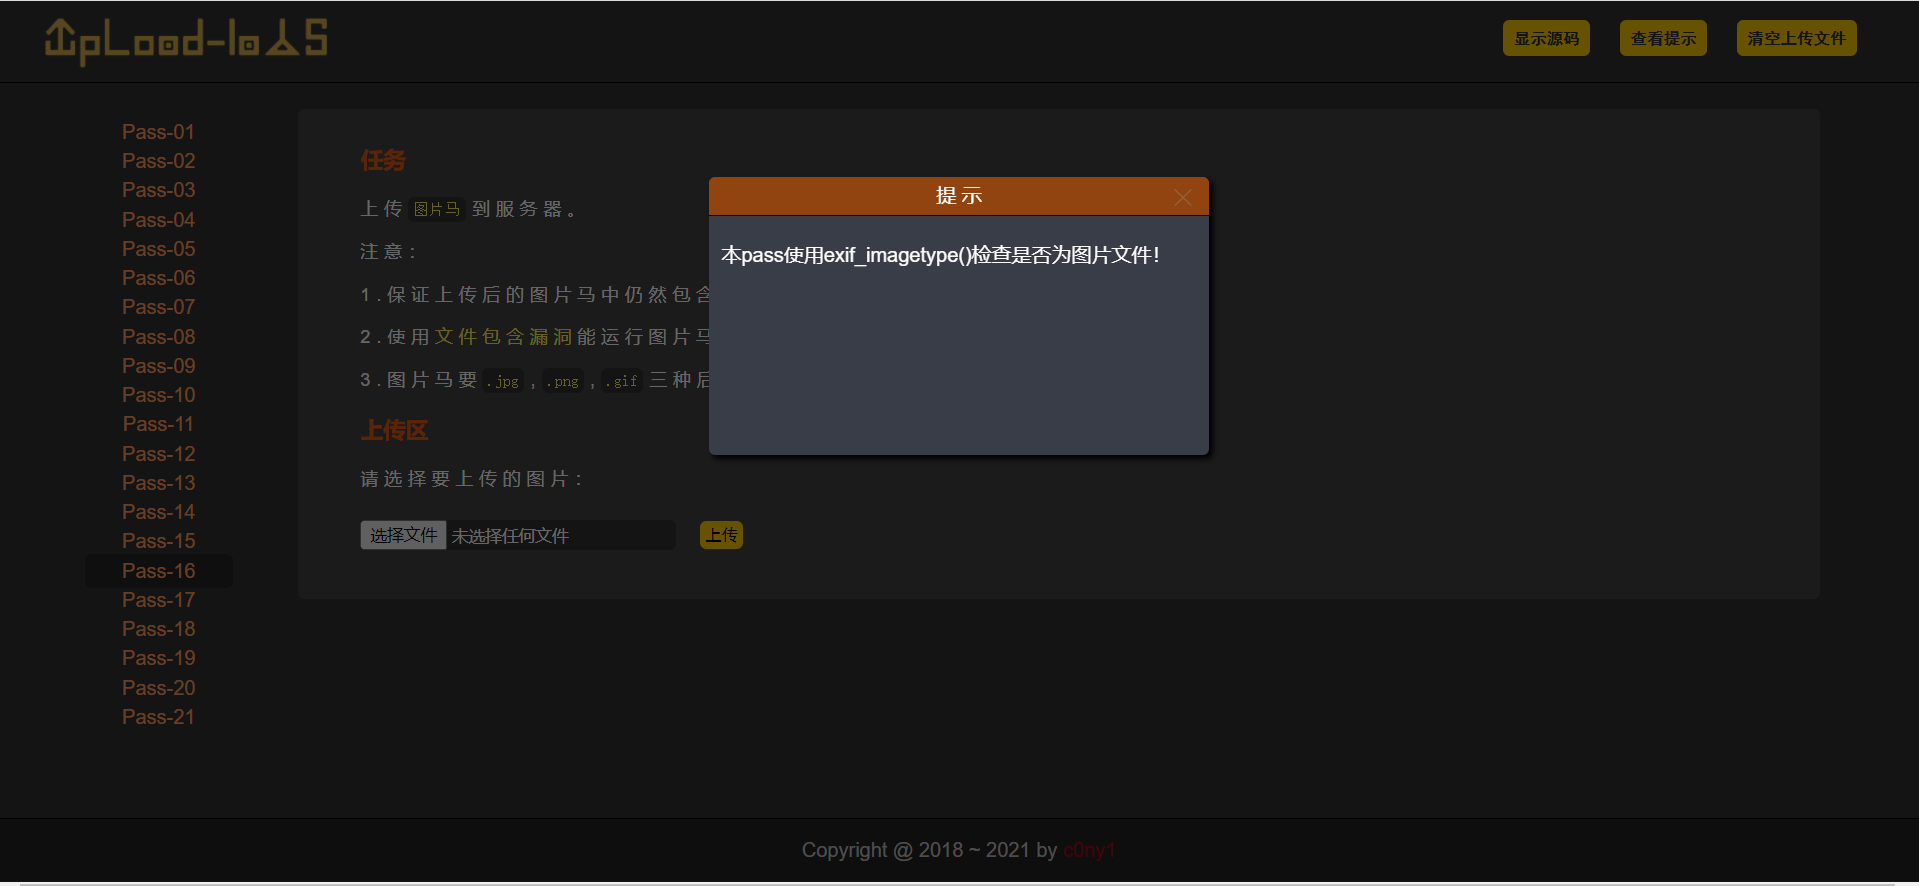 UpLoad-labs
显示源码
查看提示
清空上传文件
Pass-01
Pass-02
Pass-03
Pass-04
Pass-05
Pass-06
Pass-07
Pass-08
Pass-09
Pass-10
Pass-11
Pass-12
Pass-13
Pass-14
Pass-15
Pass-16
Pass-17
Pass-18
Pass-19
Pass-20
Pass-21
任务
上传 图片马 到服务器。
注意：
1.保证上传后的图片马中仍然包含
2.使用文件包含漏洞能运行图片马
3.图片马要 .jpg , .png , .gif 三种后
上传区
请选择要上传的图片：
选择文件 未选择任何文件
上传
提示
本pass使用exif_imagetype()检查是否为图片文件！
Copyright @ 2018 ~ 2021 by c0ny1